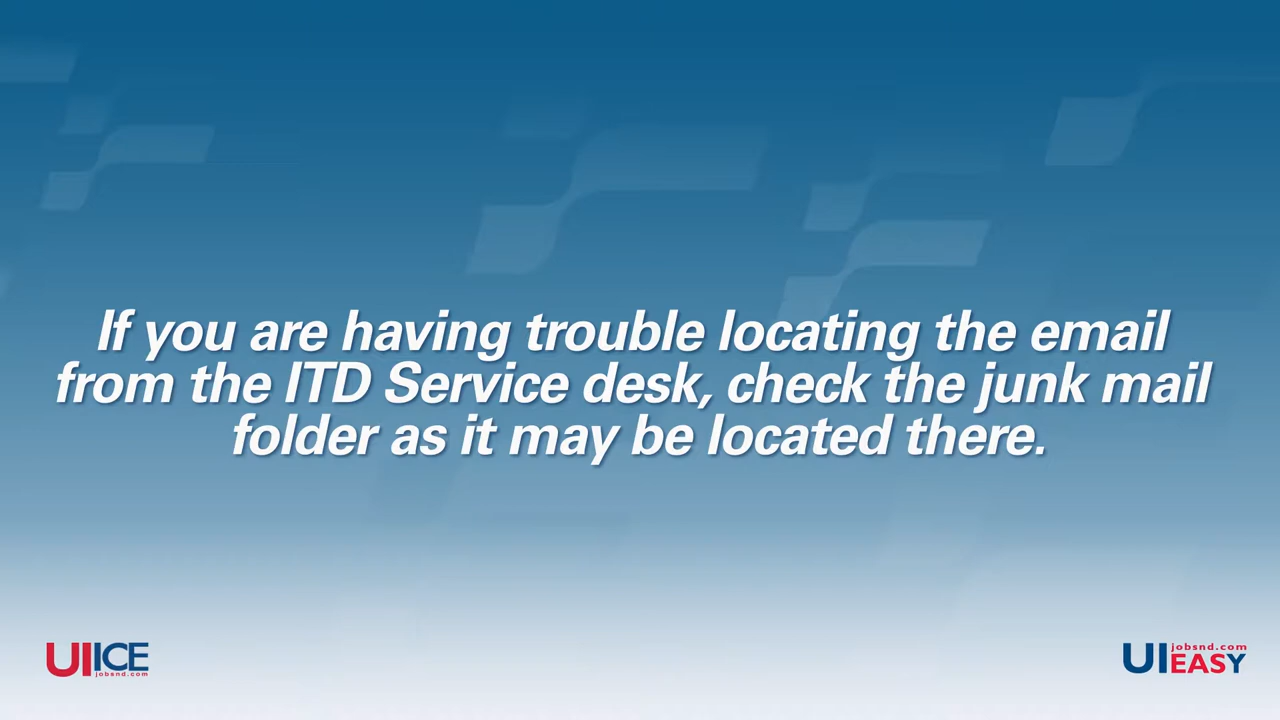 If you are having trouble locating the email
from the ITD Service desk, check the junk mail
folder as it may be located there.
UIICE
jobsnd.com
jobsnd.com
UIEASY